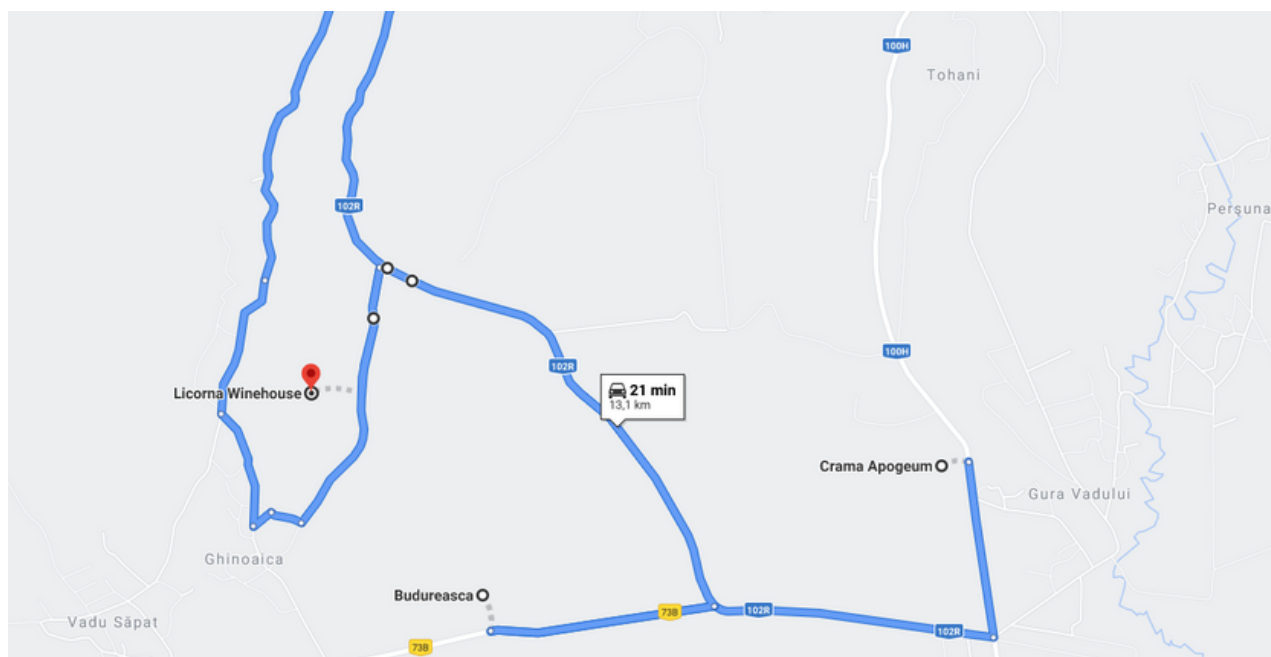 100H
Tohani
102R
Perşuna
100H
102R
21 min
13,1 km
Licorna Winehouse
Crama Apogeum
Gura Vadului
Ghinoaica
Budureasca
73B
102R
Vadu Săpat
102R
73B